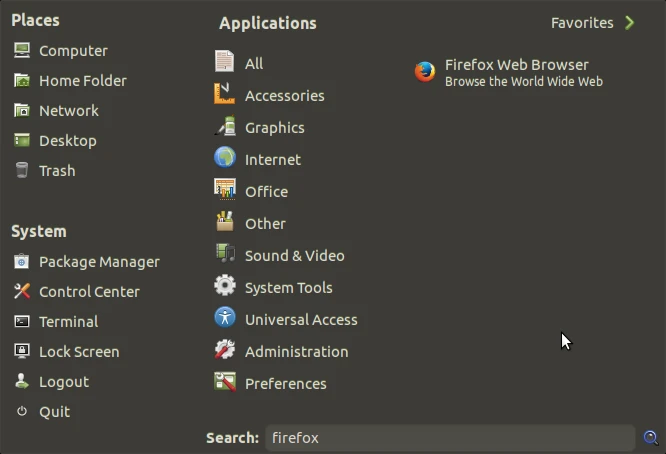 Places
Computer
Home Folder
Network
Desktop
Trash
System
Package Manager
Control Center
Terminal
Lock Screen
Logout
Quit
Applications
All
Accessories
Graphics
Internet
Office
Other
Sound & Video
System Tools
Universal Access
Administration
Preferences
Favorites
Firefox Web Browser
Browse the World Wide Web
Search: firefox